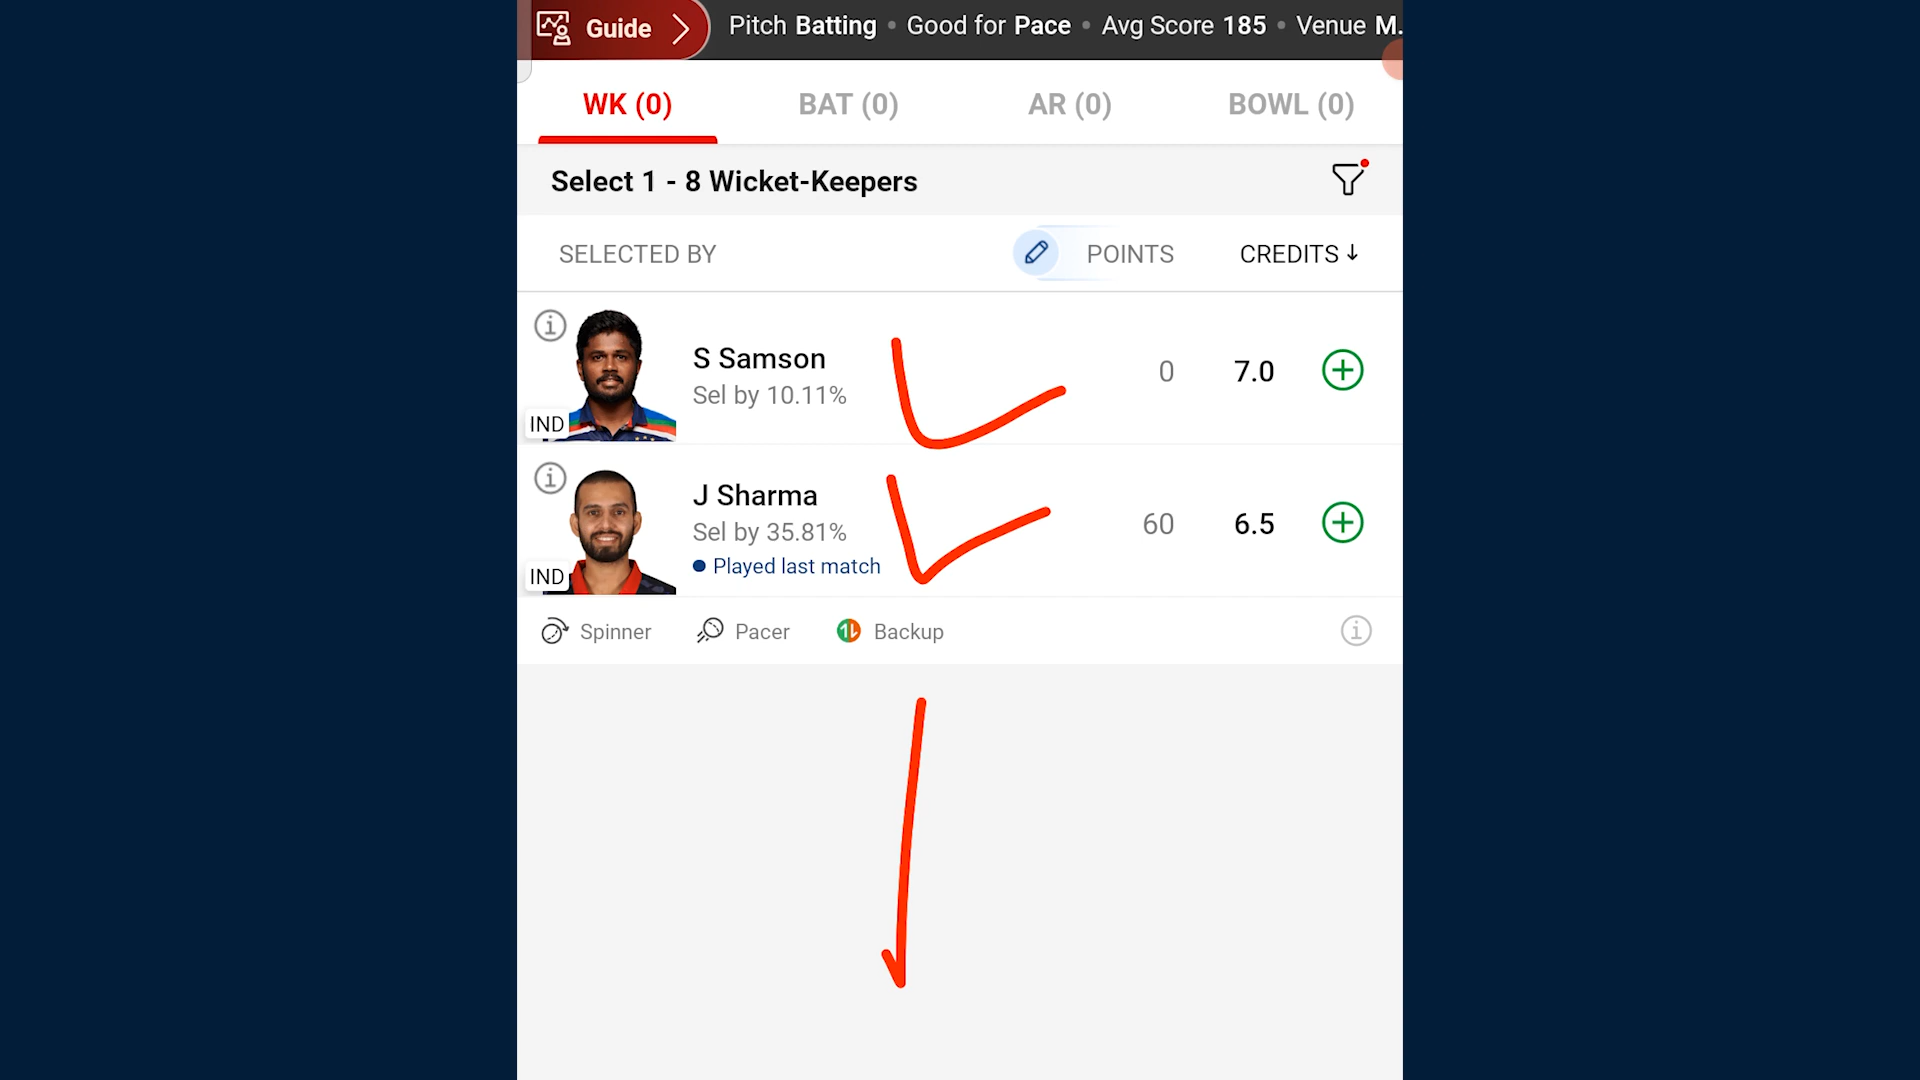 Guide Pitch Batting • Good for Pace • Avg Score 185 • Venue M.
WK (0) BAT (0) AR (0) BOWL (0)
Select 1 - 8 Wicket-Keepers
SELECTED BY POINTS CREDITS ↓
S Samson
Sel by 10.11%
0 7.0
IND
J Sharma
Sel by 35.81%
60 6.5
• Played last match
IND
Spinner Pacer Backup